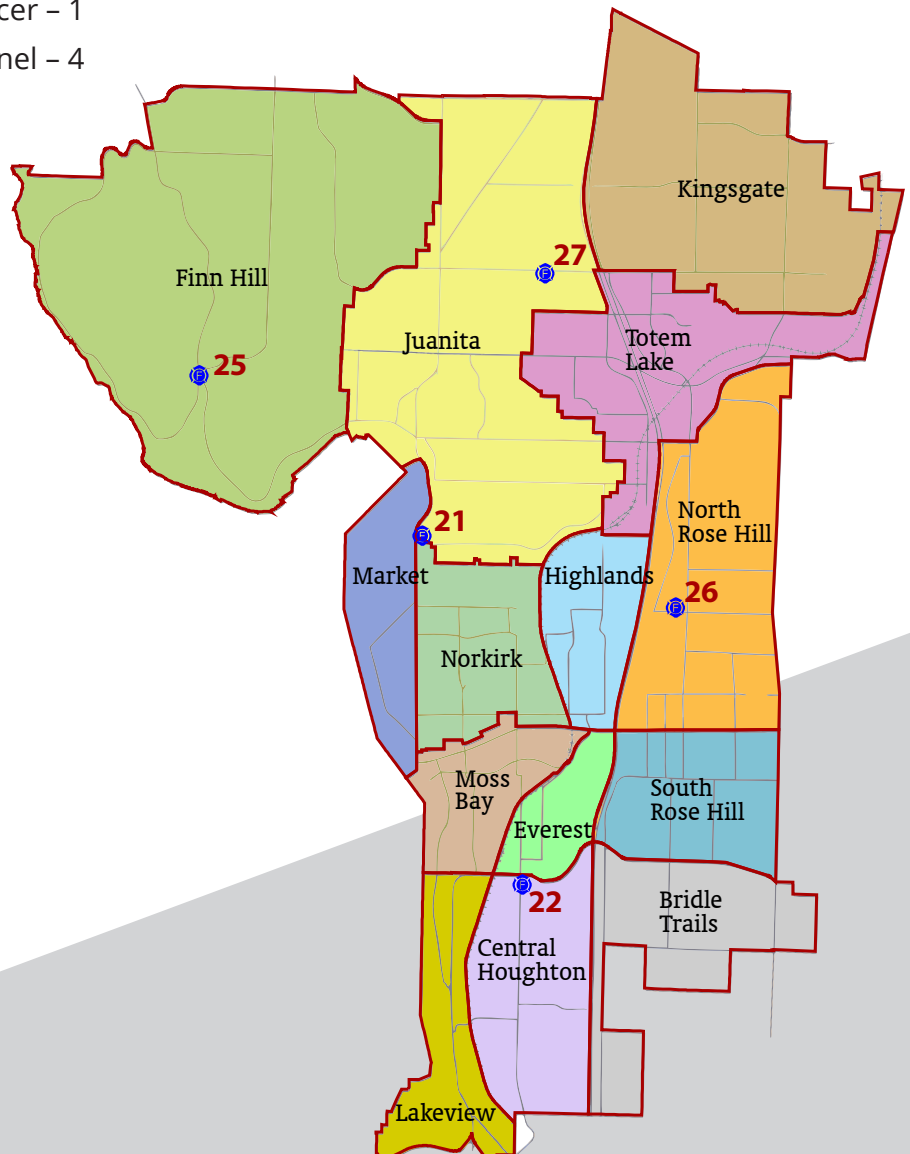 cer – 1
nel – 4
Kingsgate
27
Finn Hill
Juanita
Totem
Lake
25
North
Rose Hill
21
Market
Highlands
26
Norkirk
Moss
Bay
South
Rose Hill
Everest
22
Bridle
Trails
Central
Houghton
Lakeview